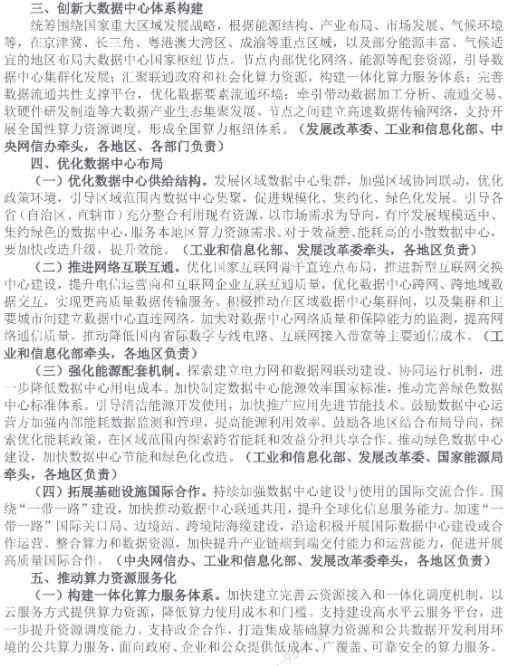 三、创新大数据中心体系构建
统筹围绕国家重大区域发展战略，根据能源结构、产业布局、市场发展、气候环境
等，在京津冀、长三角、粤港澳大湾区、成渝等重点区域，以及部分能源丰富、气候适
宜的地区布局大数据中心国家枢纽节点。节点内部优化网络、能源等配套资源，引导数
据中心集群化发展；汇聚联通政府和社会化算力资源，构建一体化算力服务体系；完善
数据流通共性支撑平台，优化数据要素流通环境；牵引带动数据加工分析、流通交易、
软硬件研发制造等大数据产业生态集聚发展。节点之间建立高速数据传输网络，支持开
展全国性算力资源调度，形成全国算力枢纽体系。（发展改革委、工业和信息化部、中
央网信办牵头，各地区、各部门负责）
四、优化数据中心布局
（一）优化数据中心供给结构。发展区域数据中心集群，加强区域协同联动，优化
政策环境，引导区域范围内数据中心集聚，促进规模化、集约化、绿色化发展。引导各
省（自治区、直辖市）充分整合利用现有资源，以市场需求为导向，有序发展规模适中、
集约绿色的数据中心，服务本地区算力资源需求。对于效益差、能耗高的小散数据中心，
要加快改造升级，提升效能。（工业和信息化部、发展改革委牵头，各地区负责）
（二）推进网络互联互通。优化国家互联网骨干直连点布局，推进新型互联网交换
中心建设，提升电信运营商和互联网企业互联互通质量，优化数据中心跨网、跨地域数
据交互，实现更高质量数据传输服务。积极推动在区域数据中心集群间，以及集群和主
要城市间建立数据中心直连网络。加大对数据中心网络质量和保障能力的监测，提高网
络通信质量。推动降低国内省际数字专线电路、互联网接入带宽等主要通信成本。（工
业和信息化部牵头，各地区负责）
（三）强化能源配套机制。探索建立电力网和数据网联动建设、协同运行机制，进
一步降低数据中心用电成本。加快制定数据中心能源效率国家标准，推动完善绿色数据
中心标准体系。引导清洁能源开发使用，加快推广应用先进节能技术。鼓励数据中心运
营方加强内部能耗数据监测和管理，提高能源利用效率。鼓励各地区结合布局导向，探
索优化能耗政策，在区域范围内探索跨省能耗和效益分担共享合作。推动绿色数据中心
建设，加快数据中心节能和绿色化改造。（工业和信息化部、发展改革委、国家能源局
牵头，各地区负责）
（四）拓展基础设施国际合作。持续加强数据中心建设与使用的国际交流合作。围
绕“一带一路”建设，加快推动数据中心联通共用，提升全球化信息服务能力。加速“一
带一路”国际关口局、边境站、跨境陆海缆建设，沿途积极开展国际数据中心建设或合
作运营。整合算力和数据资源，加快提升产业链端到端交付能力和运营能力，促进开展
高质量国际合作。（中央网信办、工业和信息化部、发展改革委牵头，各地区负责）
五、推动算力资源服务化
（一）构建一体化算力服务体系。加快建立完善云资源接入和一体化调度机制，以
云服务方式提供算力资源，降低算力使用成本和门槛。支持建设高水平云服务平台，进
一步提升资源调度能力。支持政企合作，打造集成基础算力资源和公共数据开发利用环
境的公共算力服务，面向政府、企业和公众提供低成本、广覆盖、可靠安全的算力服务。